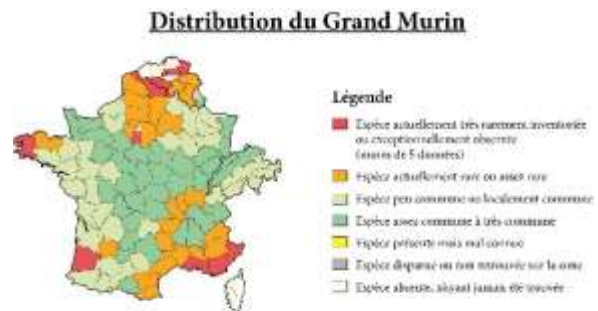 Distribution du Grand Murin
Légende
Espèce actuellement très rarement inventoriée
ou exceptionnellement observée
(moins de 5 données)
Espèce actuellement rare ou assez rare
Espèce peu commune ou localement commune
Espèce assez commune à très commune
Espèce présente mais mal connue
Espèce disparue ou non retrouvée sur la zone
Espèce absente, n'ayant jamais été trouvée